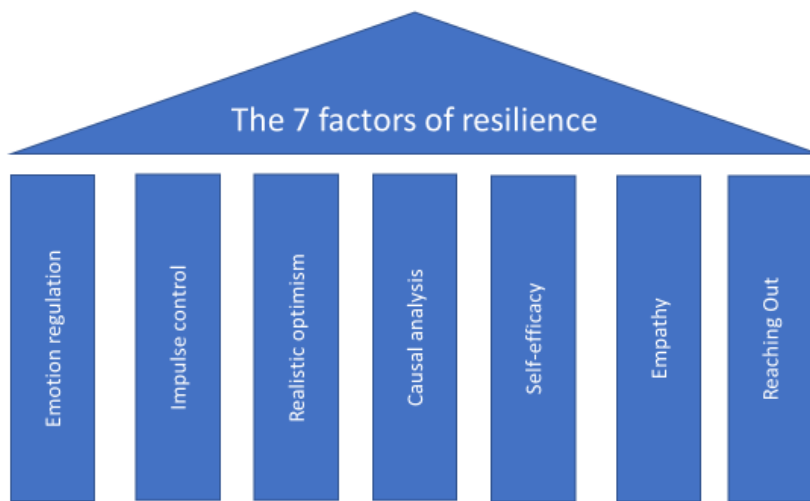 The 7 factors of resilience
Emotion regulation
Impulse control
Realistic optimism
Causal analysis
Self-efficacy
Empathy
Reaching Out